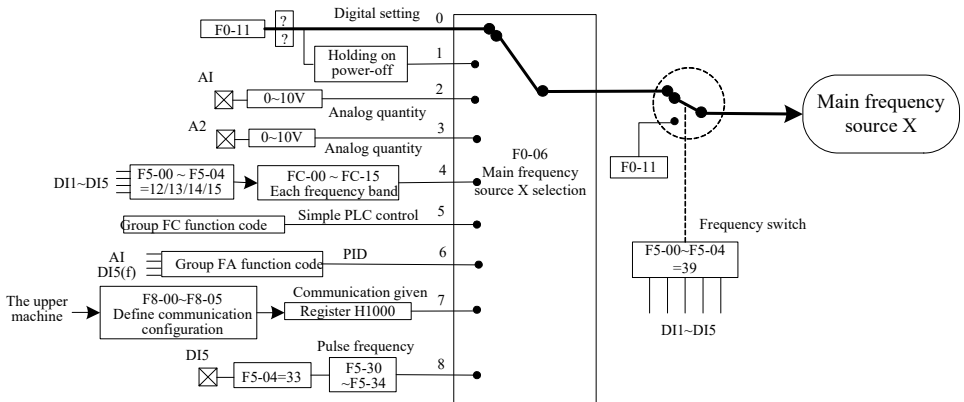 Digital setting
0
F0-11
?
?
Holding on
power-off
1
AI
0~10V
2
Analog quantity
A2
0~10V
3
Analog quantity
DI1~DI5
F5-00 ~ F5-04
=12/13/14/15
FC-00 ~ FC-15
Each frequency band
4
Group FC function code
Simple PLC control
5
AI
DI5(f)
Group FA function code
PID
6
The upper
machine
F8-00~F8-05
Define communication
configuration
Communication given
Register H1000
7
DI5
F5-04=33
Pulse frequency
F5-30
~F5-34
8
F0-06
Main frequency
source X selection
F0-11
Main frequency
source X
Frequency switch
F5-00~F5-04
=39
DI1~DI5